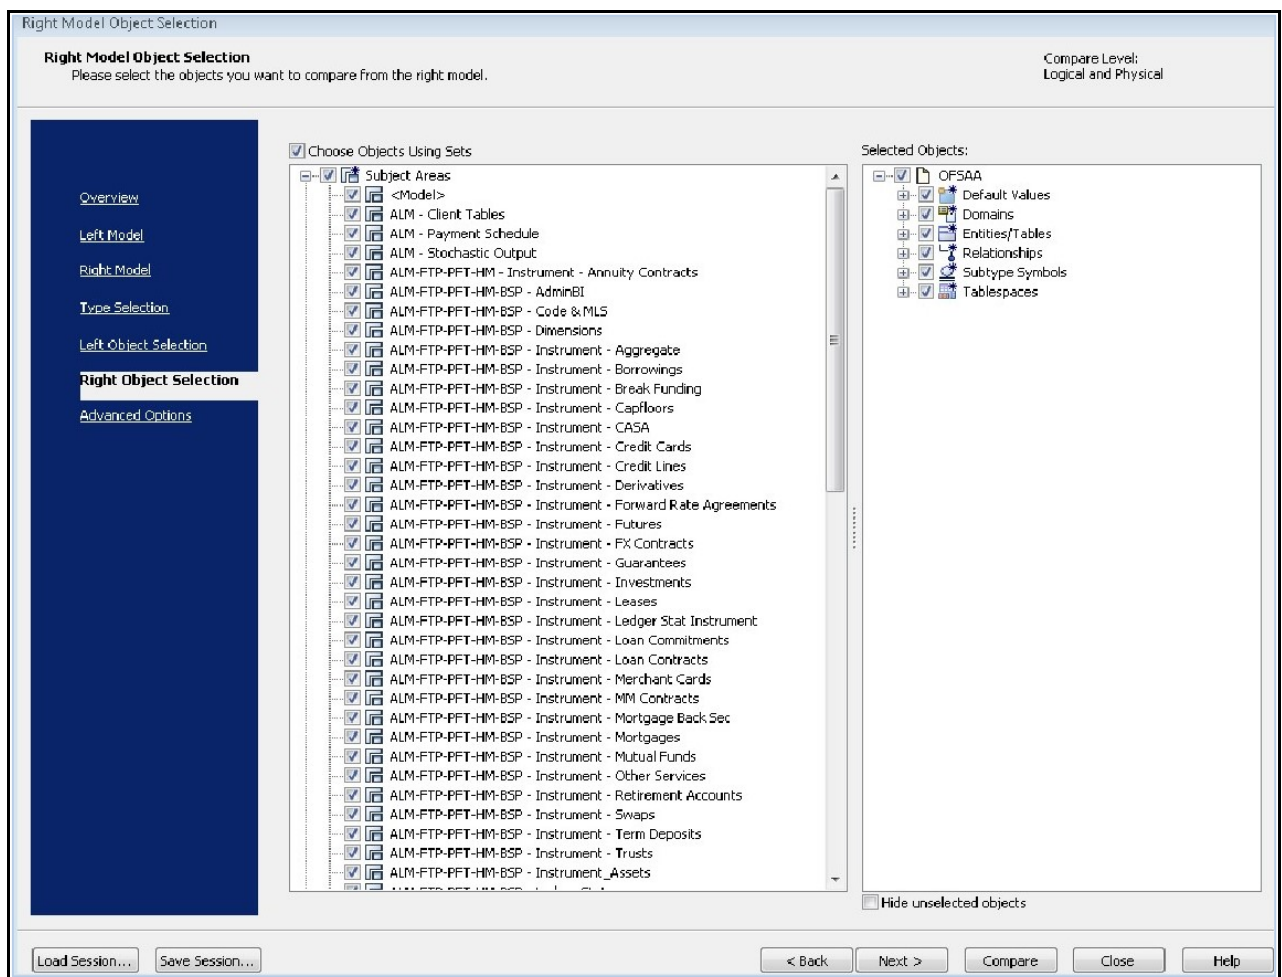 Right Model Object Selection
Right Model Object Selection
Please select the objects you want to compare from the right model.
Compare Level:
Logical and Physical
Overview
Left Model
Right Model
Type Selection
Left Object Selection
Right Object Selection
Advanced Options
Choose Objects Using Sets
Subject Areas
<Model>
ALM - Client Tables
ALM - Payment Schedule
ALM - Stochastic Output
ALM-FTP-PFT-HM - Instrument - Annuity Contracts
ALM-FTP-PFT-HM-BSP - AdminBI
ALM-FTP-PFT-HM-BSP - Code & MLS
ALM-FTP-PFT-HM-BSP - Dimensions
ALM-FTP-PFT-HM-BSP - Instrument - Aggregate
ALM-FTP-PFT-HM-BSP - Instrument - Borrowings
ALM-FTP-PFT-HM-BSP - Instrument - Break Funding
ALM-FTP-PFT-HM-BSP - Instrument - Capfloors
ALM-FTP-PFT-HM-BSP - Instrument - CASA
ALM-FTP-PFT-HM-BSP - Instrument - Credit Cards
ALM-FTP-PFT-HM-BSP - Instrument - Credit Lines
ALM-FTP-PFT-HM-BSP - Instrument - Derivatives
ALM-FTP-PFT-HM-BSP - Instrument - Forward Rate Agreements
ALM-FTP-PFT-HM-BSP - Instrument - Futures
ALM-FTP-PFT-HM-BSP - Instrument - FX Contracts
ALM-FTP-PFT-HM-BSP - Instrument - Guarantees
ALM-FTP-PFT-HM-BSP - Instrument - Investments
ALM-FTP-PFT-HM-BSP - Instrument - Leases
ALM-FTP-PFT-HM-BSP - Instrument - Ledger Stat Instrument
ALM-FTP-PFT-HM-BSP - Instrument - Loan Commitments
ALM-FTP-PFT-HM-BSP - Instrument - Loan Contracts
ALM-FTP-PFT-HM-BSP - Instrument - Merchant Cards
ALM-FTP-PFT-HM-BSP - Instrument - MM Contracts
ALM-FTP-PFT-HM-BSP - Instrument - Mortgage Back Sec
ALM-FTP-PFT-HM-BSP - Instrument - Mortgages
ALM-FTP-PFT-HM-BSP - Instrument - Mutual Funds
ALM-FTP-PFT-HM-BSP - Instrument - Other Services
ALM-FTP-PFT-HM-BSP - Instrument - Retirement Accounts
ALM-FTP-PFT-HM-BSP - Instrument - Swaps
ALM-FTP-PFT-HM-BSP - Instrument - Term Deposits
ALM-FTP-PFT-HM-BSP - Instrument - Trusts
ALM-FTP-PFT-HM-BSP - Instrument_Assets
Selected Objects:
OFSAA
Default Values
Domains
Entities/Tables
Relationships
Subtype Symbols
Tablespaces
Hide unselected objects
Load Session...
Save Session...
< Back
Next >
Compare
Close
Help